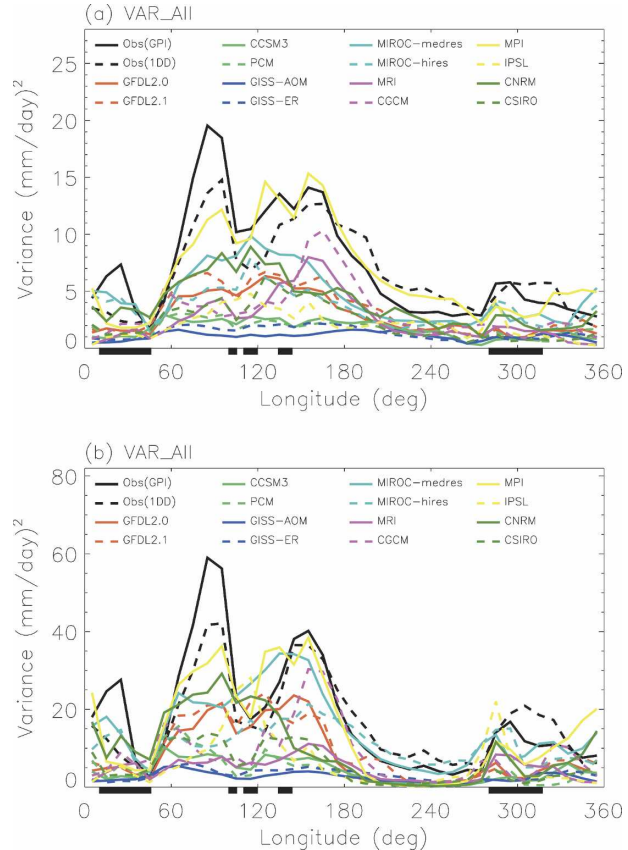 (a) VAR_All
Obs(GPI) CCSM3 MIROC-medres MPI
Obs(1DD) PCM MIROC-hires IPSL
GFDL2.0 GISS-AOM MRI CNRM
GFDL2.1 GISS-ER CGCM CSIRO
25
20
15
10
5
0
Variance (mm/day)²
0 60 120 180 240 300 360
Longitude (deg)
(b) VAR_All
80
Obs(GPI) CCSM3 MIROC-medres MPI
Obs(1DD) PCM MIROC-hires IPSL
GFDL2.0 GISS-AOM MRI CNRM
GFDL2.1 GISS-ER CGCM CSIRO
60
40
20
0
Variance (mm/day)²
0 60 120 180 240 300 360
Longitude (deg)